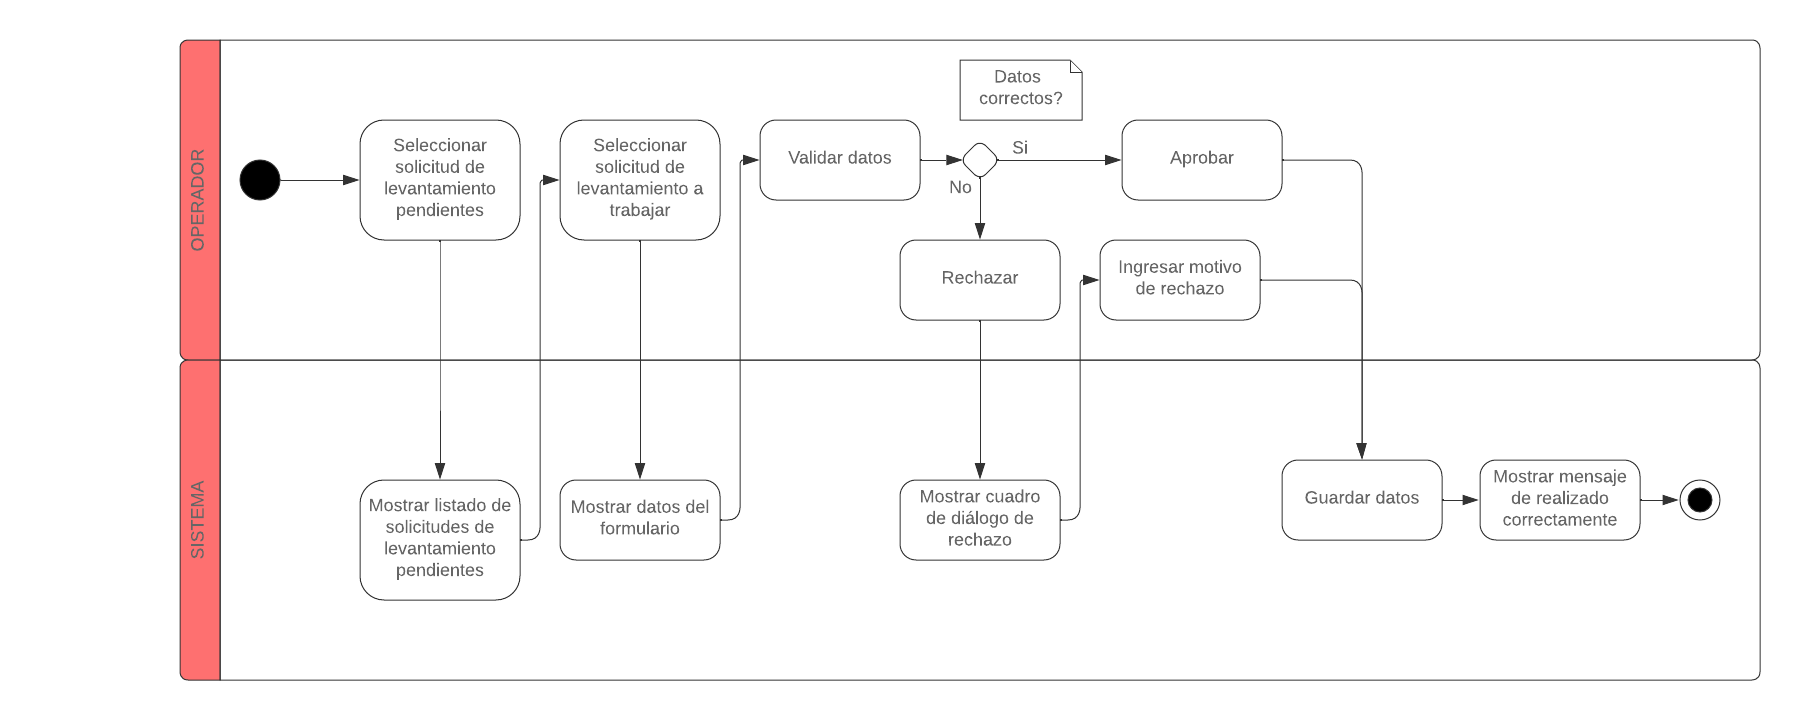 OPERADOR
Seleccionar
solicitud de
levantamiento
pendientes
Seleccionar
solicitud de
levantamiento a
trabajar
Validar datos
Datos
correctos?
Si
No
Aprobar
Rechazar
Ingresar motivo
de rechazo
SISTEMA
Mostrar listado de
solicitudes de
levantamiento
pendientes
Mostrar datos del
formulario
Mostrar cuadro
de diálogo de
rechazo
Guardar datos
Mostrar mensaje
de realizado
correctamente